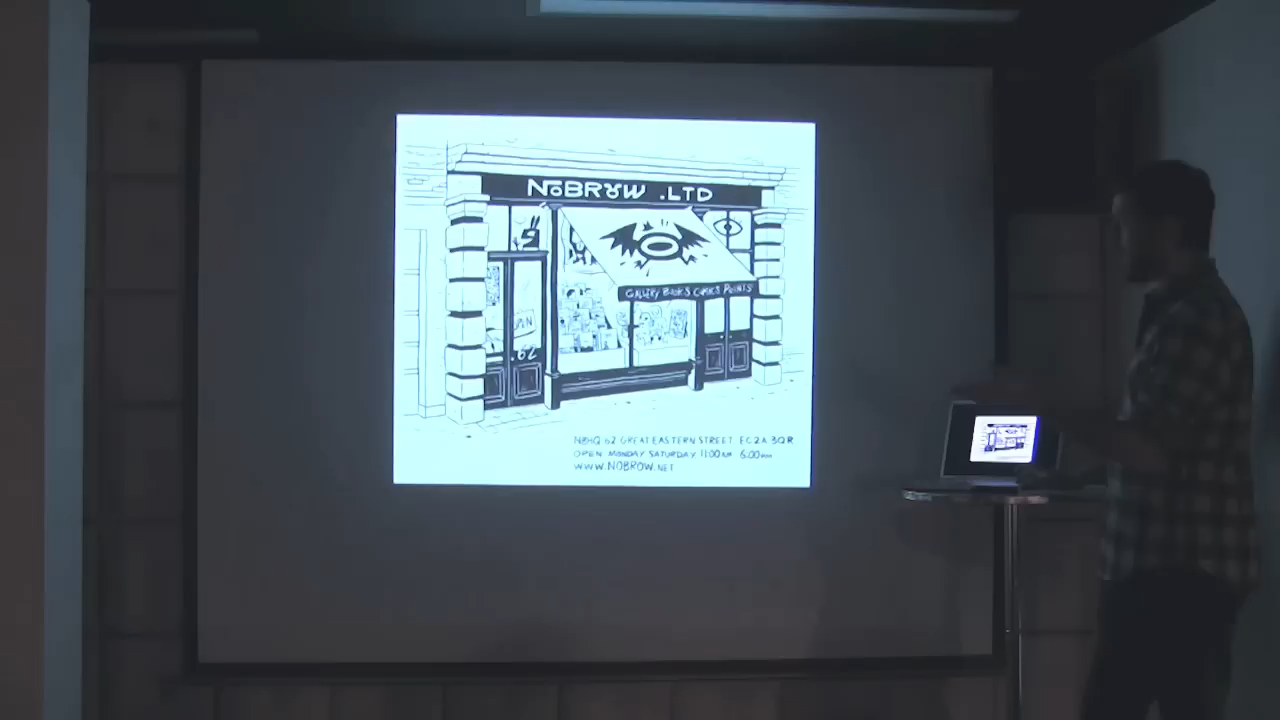 NOBROW .LTD
GALLERY BOOKS COMICS PRINTS
OPEN
.62
NBHQ 62 GREAT EASTERN STREET EC2A 3QR
OPEN MONDAY SATURDAY 11:00AM 6:00PM
WWW.NOBROW.NET